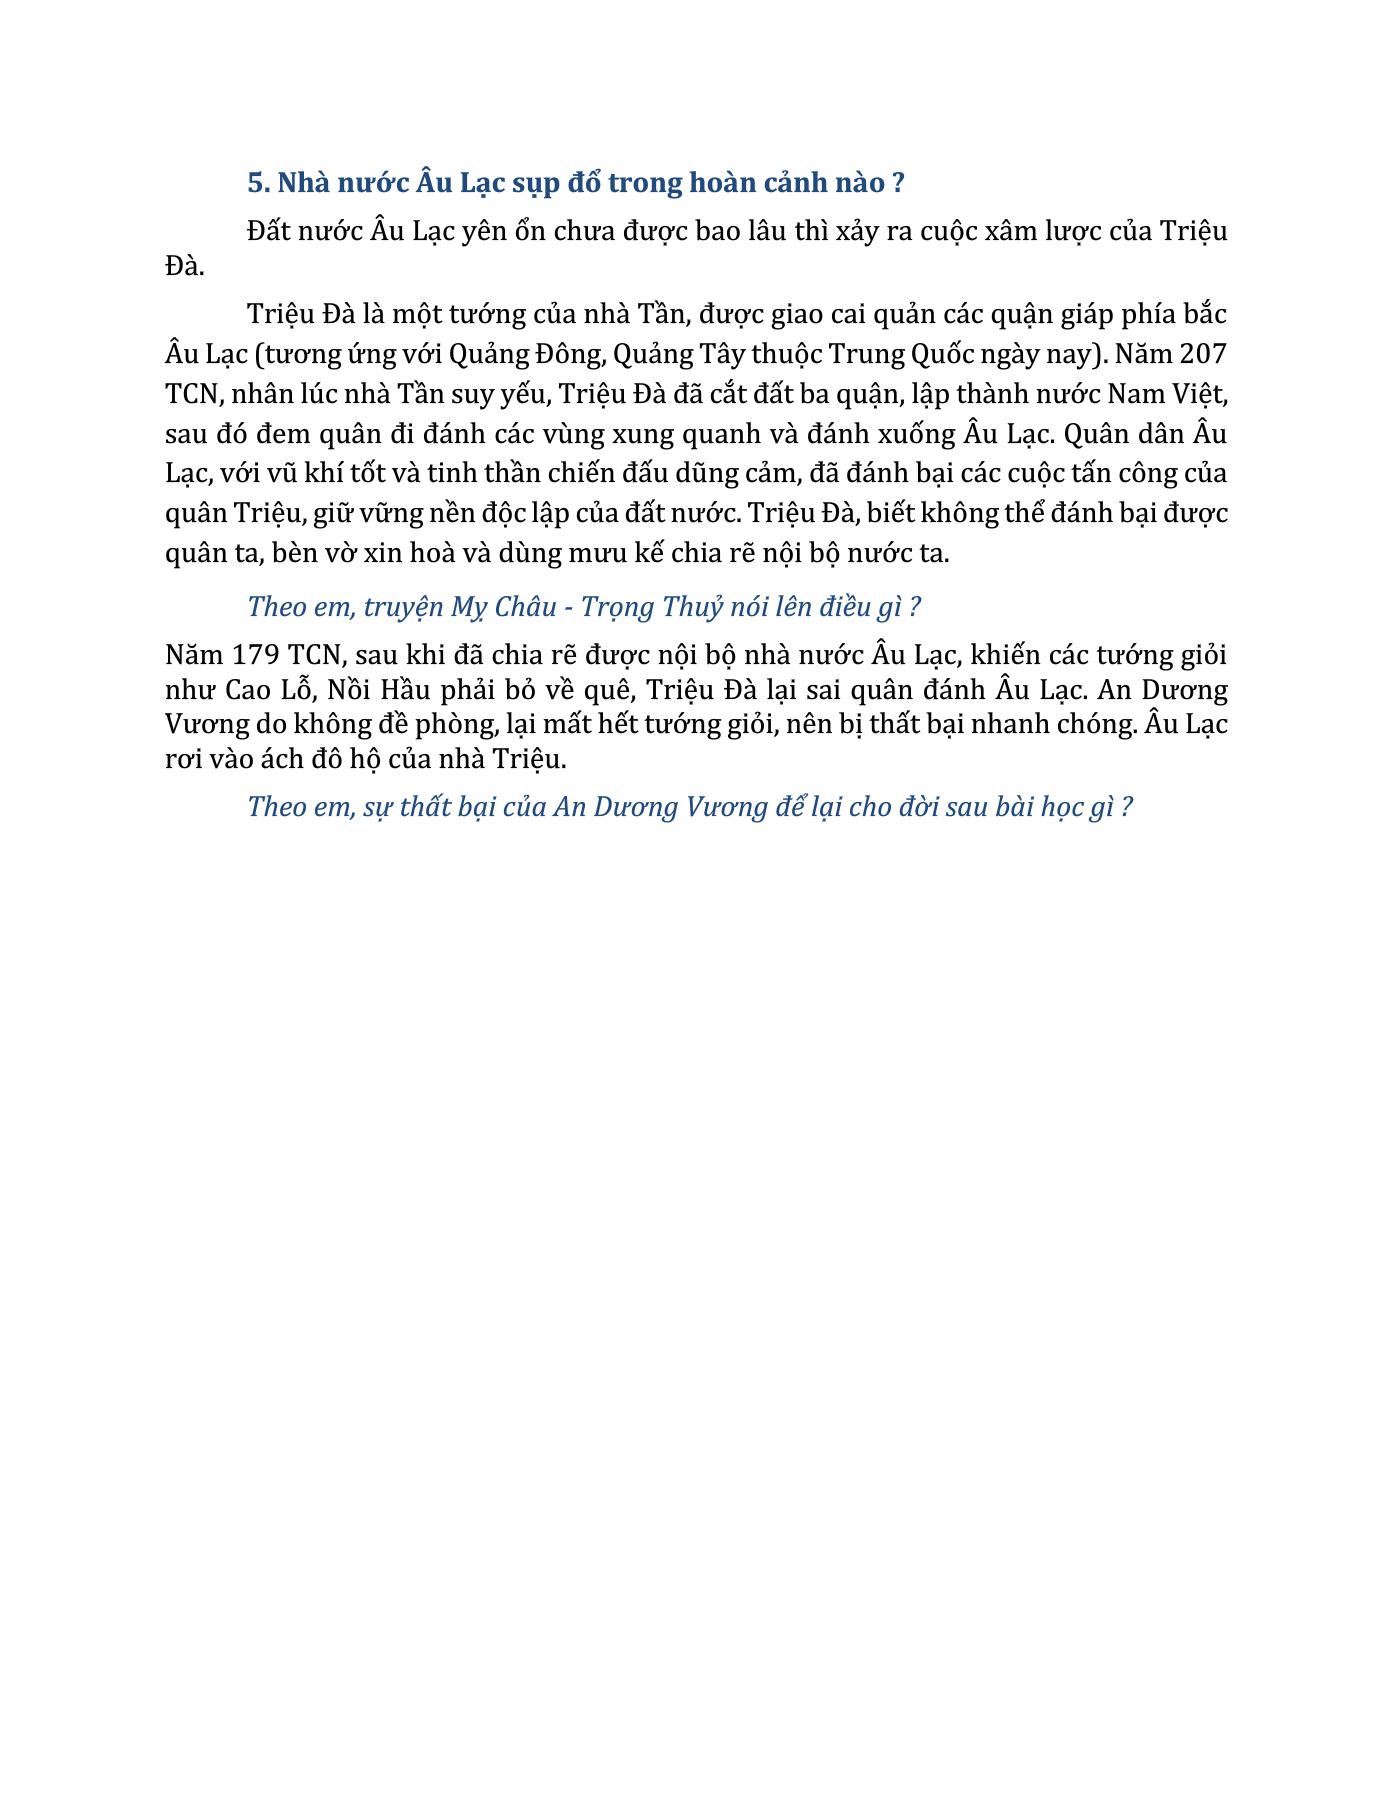 5. Nhà nước Âu Lạc sụp đổ trong hoàn cảnh nào ?
Đất nước Âu Lạc yên ổn chưa được bao lâu thì xảy ra cuộc xâm lược của Triệu
Đà.
Triệu Đà là một tướng của nhà Tần, được giao cai quản các quận giáp phía bắc
Âu Lạc (tương ứng với Quảng Đông, Quảng Tây thuộc Trung Quốc ngày nay). Năm 207
TCN, nhân lúc nhà Tần suy yếu, Triệu Đà đã cắt đất ba quận, lập thành nước Nam Việt,
sau đó đem quân đi đánh các vùng xung quanh và đánh xuống Âu Lạc. Quân dân Âu
Lạc, với vũ khí tốt và tinh thần chiến đấu dũng cảm, đã đánh bại các cuộc tấn công của
quân Triệu, giữ vững nền độc lập của đất nước. Triệu Đà, biết không thể đánh bại được
quân ta, bèn vờ xin hoà và dùng mưu kế chia rẽ nội bộ nước ta.
Theo em, truyện Mỵ Châu - Trọng Thuỷ nói lên điều gì ?
Năm 179 TCN, sau khi đã chia rẽ được nội bộ nhà nước Âu Lạc, khiến các tướng giỏi
như Cao Lỗ, Nồi Hầu phải bỏ về quê, Triệu Đà lại sai quân đánh Âu Lạc. An Dương
Vương do không đề phòng, lại mất hết tướng giỏi, nên bị thất bại nhanh chóng. Âu Lạc
rơi vào ách đô hộ của nhà Triệu.
Theo em, sự thất bại của An Dương Vương để lại cho đời sau bài học gì ?